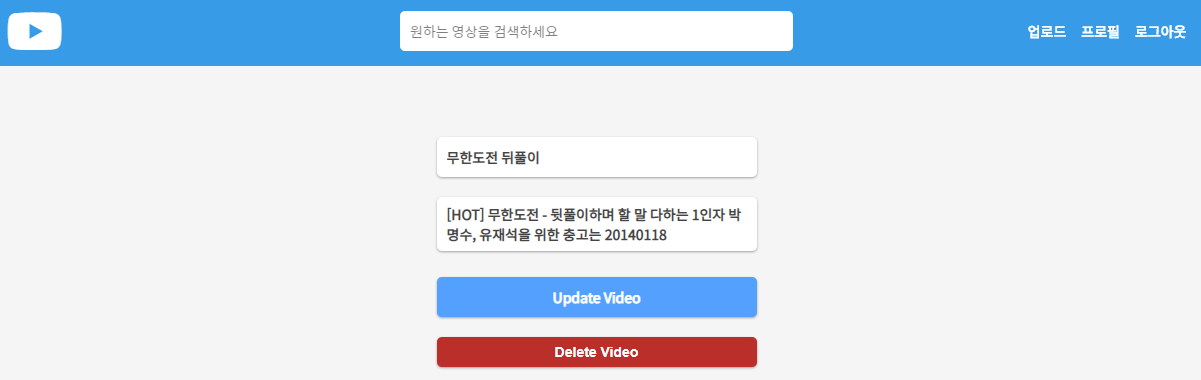 원하는 영상을 검색하세요
업로드 프로필 로그아웃
무한도전 뒤풀이
[HOT] 무한도전 - 뒷풀이하며 할 말 다하는 1인자 박
명수, 유재석을 위한 충고는 20140118
Update Video
Delete Video